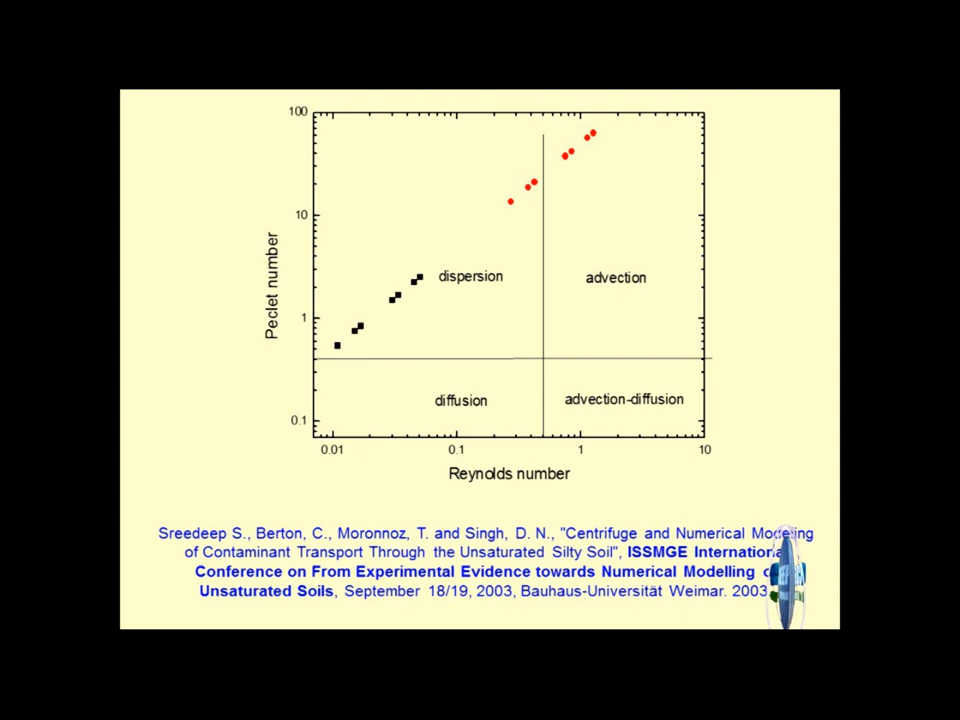 100
10
Peclet number
dispersion
advection
1
diffusion
advection-diffusion
0.1
0.01 0.1 1 10
Reynolds number
Sreedeep S., Berton, C., Moronnoz, T. and Singh, D. N., "Centrifuge and Numerical Modeling
of Contaminant Transport Through the Unsaturated Silty Soil", ISSMGE International
Conference on From Experimental Evidence towards Numerical Modelling
Unsaturated Soils, September 18/19, 2003, Bauhaus-Universität Weimar. 2003